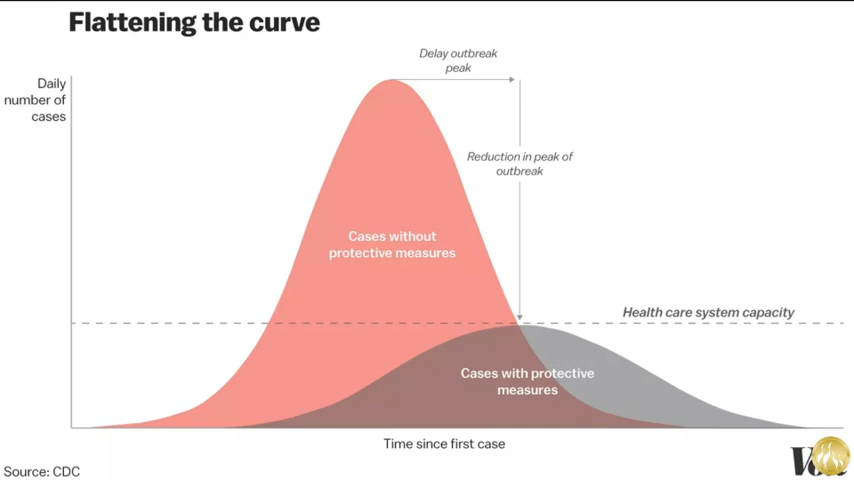 Flattening the curve
Delay outbreak
peak
Daily
number of
cases
Reduction in peak of
outbreak
Cases without
protective measures
Health care system capacity
Cases with protective
measures
Time since first case
Source: CDC